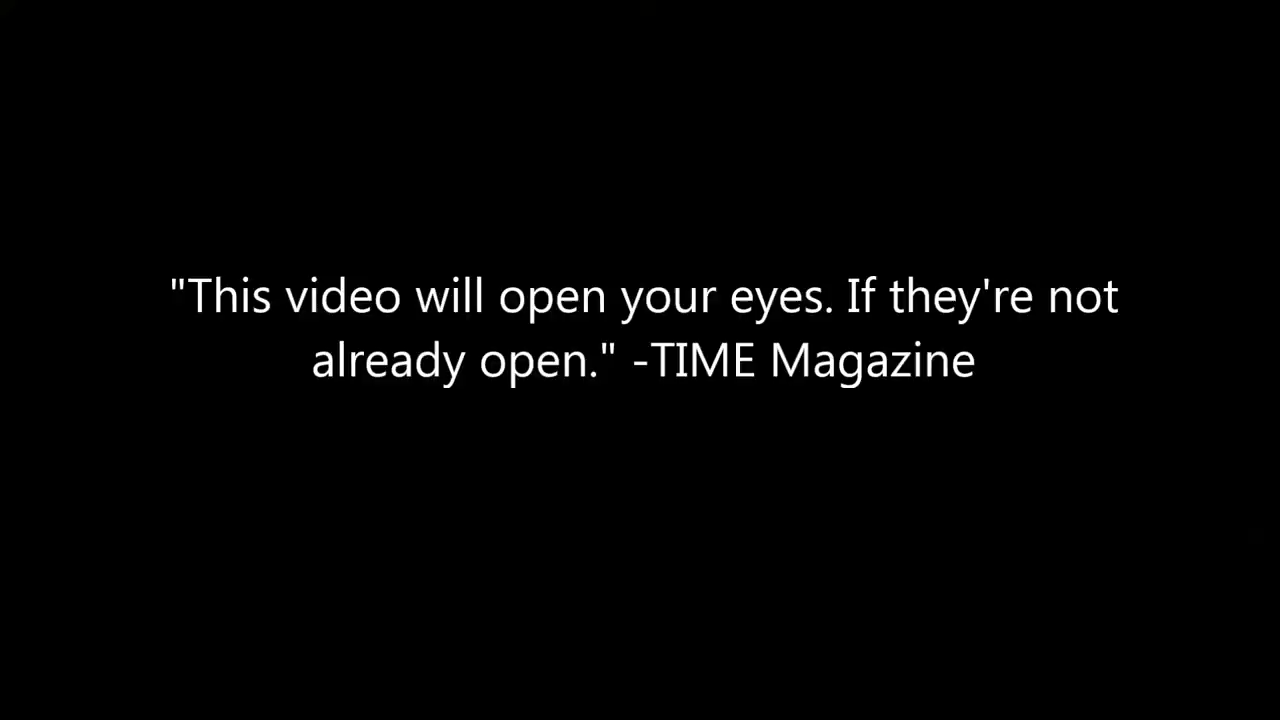 "This video will open your eyes. If they're not
already open." -TIME Magazine